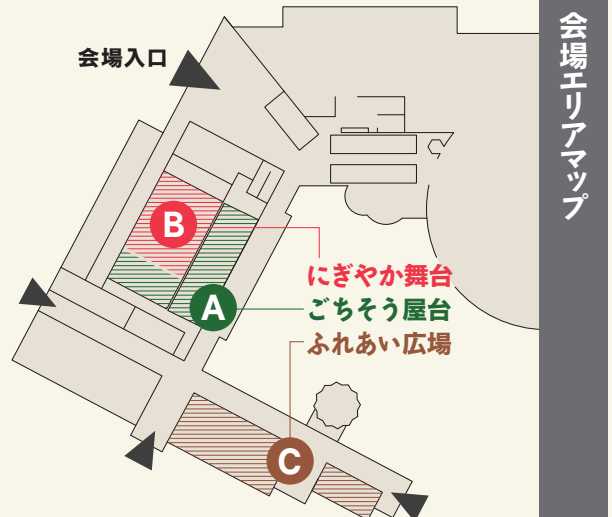 会場エリアマップ
会場入口
B
A
にぎやか舞台
ごちそう屋台
ふれあい広場
C